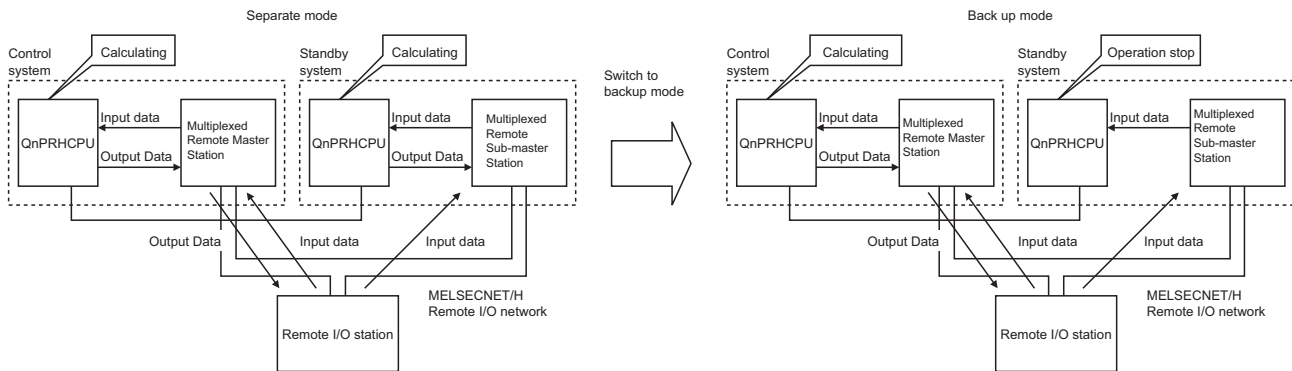 Separate mode
Control
system
Calculating
Standby
system
Calculating
QnPRHCPU
Input data
Output Data
Multiplexed
Remote Master
Station
QnPRHCPU
Input data
Output Data
Multiplexed
Remote
Sub-master
Station
Output Data
Input data
Input data
MELSECNET/H
Remote I/O network
Remote I/O station
Switch to
backup mode
Back up mode
Control
system
Calculating
Standby
system
Operation stop
QnPRHCPU
Input data
Output Data
Multiplexed
Remote Master
Station
QnPRHCPU
Input data
Multiplexed
Remote
Sub-master
Station
Output Data
Input data
Input data
MELSECNET/H
Remote I/O network
Remote I/O station